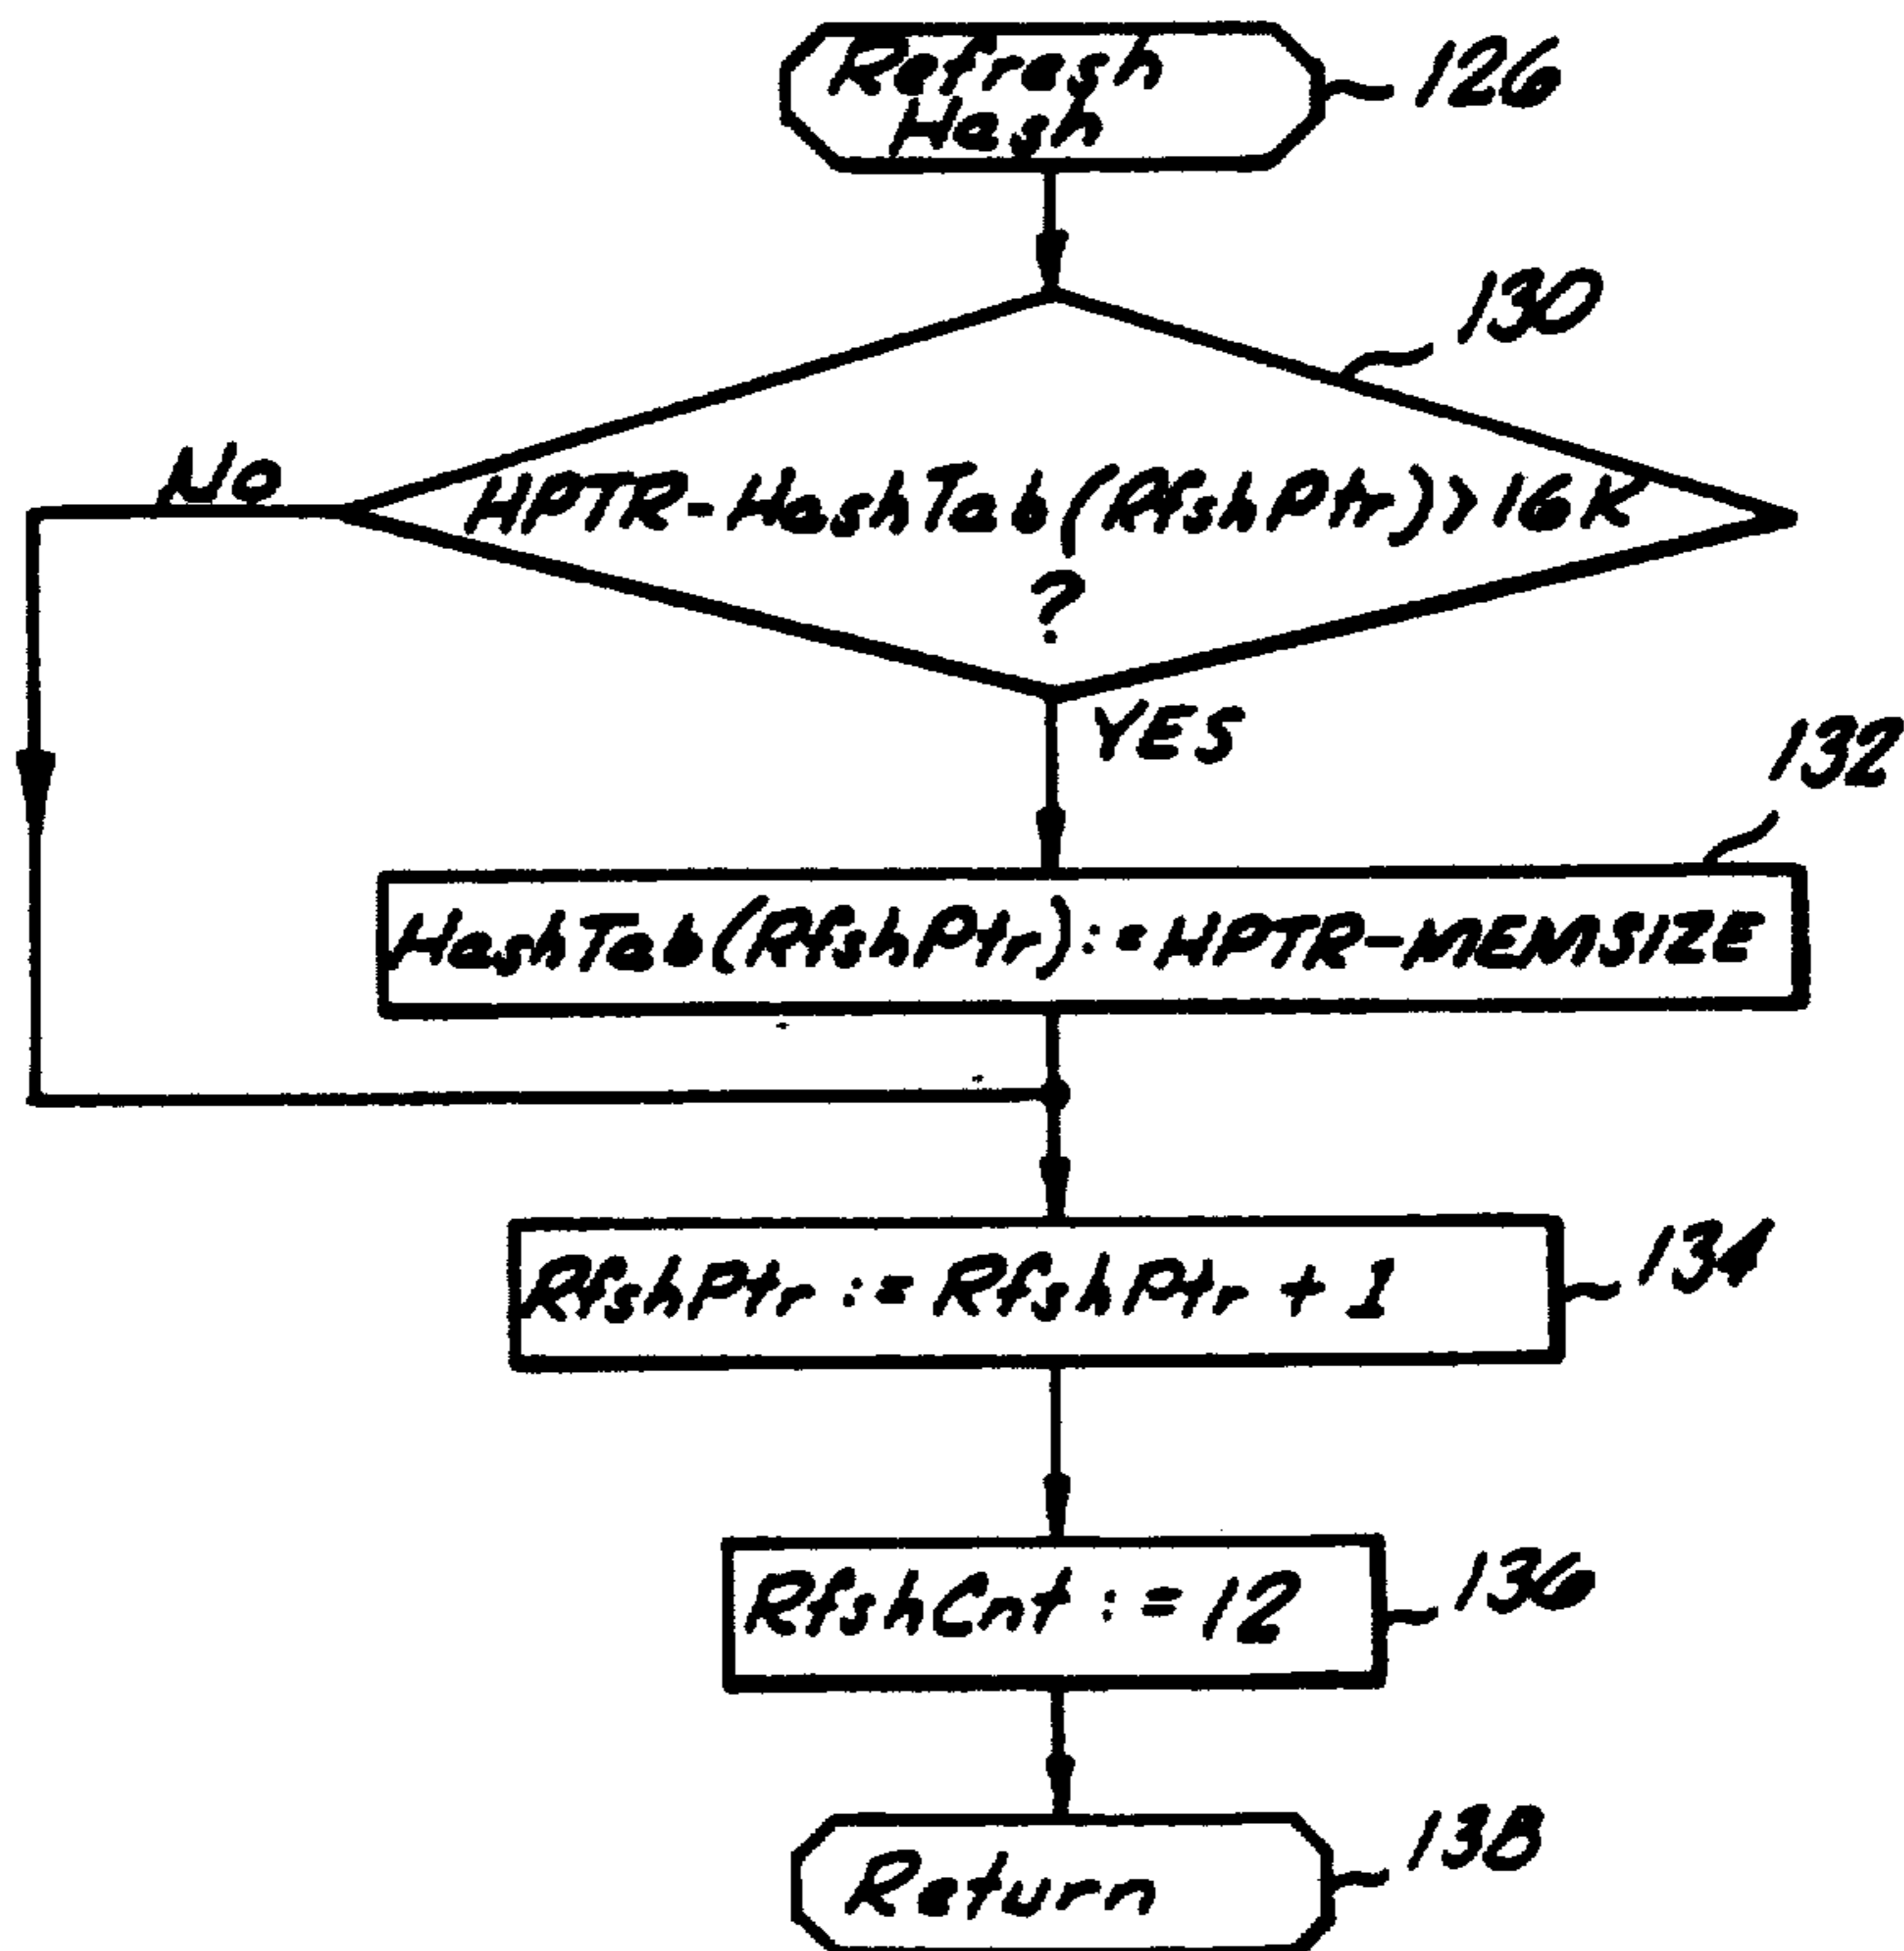 Refresh
Hash
126
130
No
HPTR-HashTab(RfshPtr)>16K
?
YES
132
HashTab(RfshPtr):=HPTR-MEMSIZE
RfshPtr := RfshPtr + 1
134
RfshCnt := 12
136
Return
138